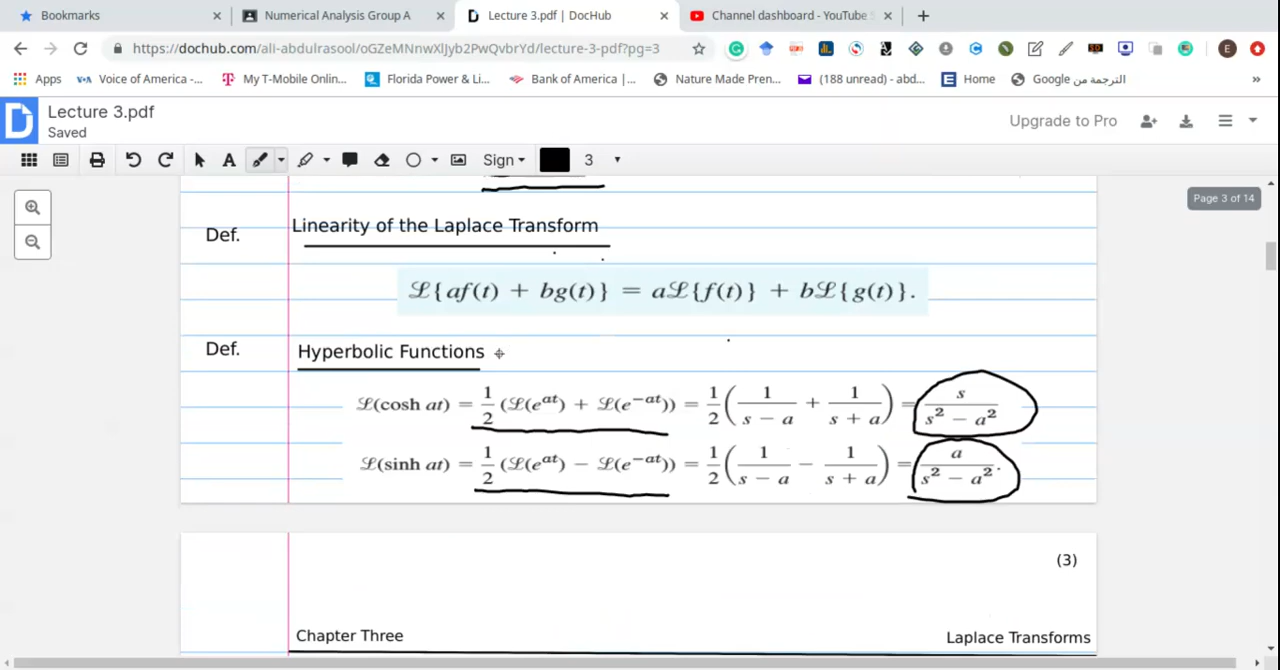 Bookmarks
Numerical Analysis Group A
Lecture 3.pdf | DocHub
Channel dashboard - YouTube
https://dochub.com/ali-abdulrasool/oGZeMNnwXlJyb2PwQVbrYd/lecture-3-pdf?pg=3
Apps Voice of America -... My T-Mobile Onlin... Florida Power & Li... Bank of America |... Nature Made Pren... (188 unread) - abd... Home الترجمة من Google »
Lecture 3.pdf
Saved
Upgrade to Pro
Sign 3
Page 3 of 14
Def. Linearity of the Laplace Transform
ℒ{af(t) + bg(t)} = aℒ{f(t)} + bℒ{g(t)}.
Def. Hyperbolic Functions
ℒ(cosh at) = 1/2 (ℒ(e^at) + ℒ(e^−at)) = 1/2 (1/(s − a) + 1/(s + a)) = s/(s² − a²)
ℒ(sinh at) = 1/2 (ℒ(e^at) − ℒ(e^−at)) = 1/2 (1/(s − a) − 1/(s + a)) = a/(s² − a²).
(3)
Chapter Three Laplace Transforms